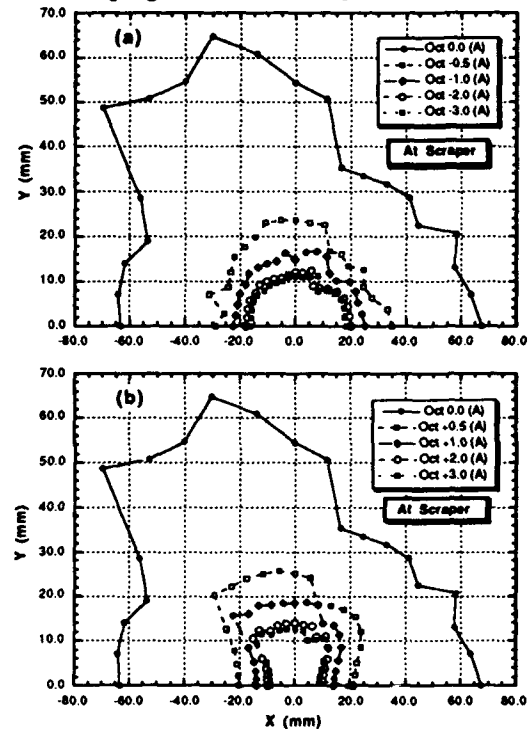 (a)
Oct 0.0 (A)
Oct -0.5 (A)
Oct -1.0 (A)
Oct -2.0 (A)
Oct -3.0 (A)
At Scraper
Y (mm)
70.0
60.0
50.0
40.0
30.0
20.0
10.0
0.0
-80.0 -60.0 -40.0 -20.0 0.0 20.0 40.0 60.0 80.0
(b)
Oct 0.0 (A)
Oct +0.5 (A)
Oct +1.0 (A)
Oct +2.0 (A)
Oct +3.0 (A)
At Scraper
Y (mm)
70.0
60.0
50.0
40.0
30.0
20.0
10.0
0.0
-80.0 -60.0 -40.0 -20.0 0.0 20.0 40.0 60.0 80.0
X (mm)